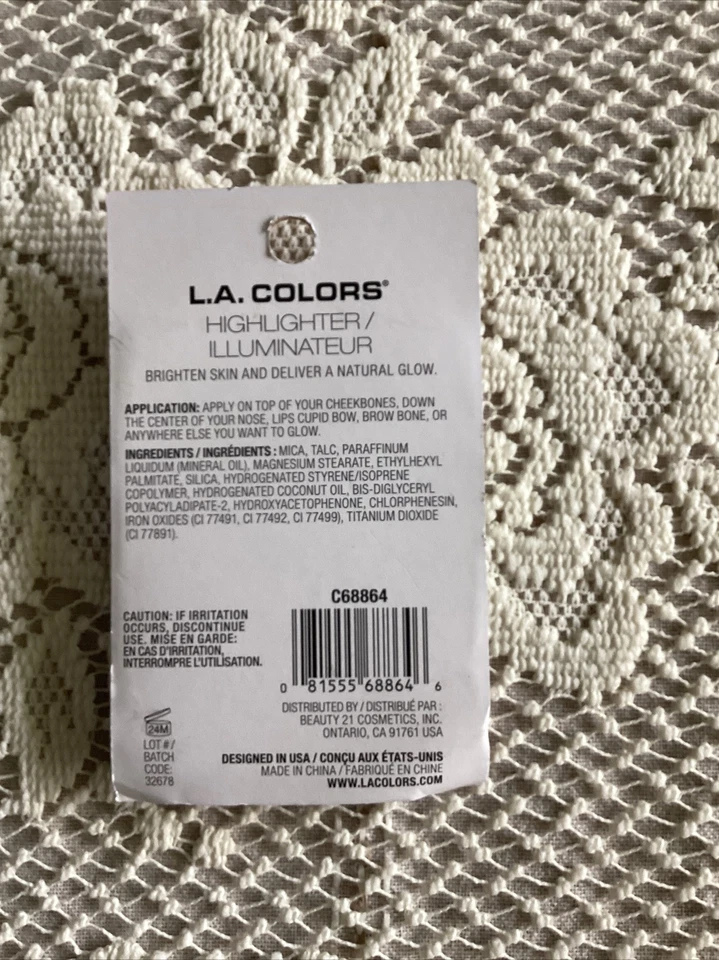 L.A. COLORS®
HIGHLIGHTER /
ILLUMINATEUR
BRIGHTEN SKIN AND DELIVER A NATURAL GLOW.
APPLICATION: APPLY ON TOP OF YOUR CHEEKBONES, DOWN
THE CENTER OF YOUR NOSE, LIPS CUPID BOW, BROW BONE, OR
ANYWHERE ELSE YOU WANT TO GLOW.
INGREDIENTS / INGRÉDIENTS : MICA, TALC, PARAFFINUM
LIQUIDUM (MINERAL OIL), MAGNESIUM STEARATE, ETHYLHEXYL
PALMITATE, SILICA, HYDROGENATED STYRENE/ISOPRENE
COPOLYMER, HYDROGENATED COCONUT OIL, BIS-DIGLYCERYL
POLYACYLADIPATE-2, HYDROXYACETOPHENONE, CHLORPHENESIN,
IRON OXIDES (CI 77491, CI 77492, CI 77499), TITANIUM DIOXIDE
(CI 77891).
C68864
CAUTION: IF IRRITATION
OCCURS, DISCONTINUE
USE. MISE EN GARDE:
EN CAS D'IRRITATION,
INTERROMPRE L'UTILISATION.
0 81555 68864 6
DISTRIBUTED BY / DISTRIBUÉ PAR :
BEAUTY 21 COSMETICS, INC.
ONTARIO, CA 91761 USA
24M
LOT #/
BATCH
CODE:
32678
DESIGNED IN USA / CONÇU AUX ÉTATS-UNIS
MADE IN CHINA / FABRIQUÉ EN CHINE
WWW.LACOLORS.COM